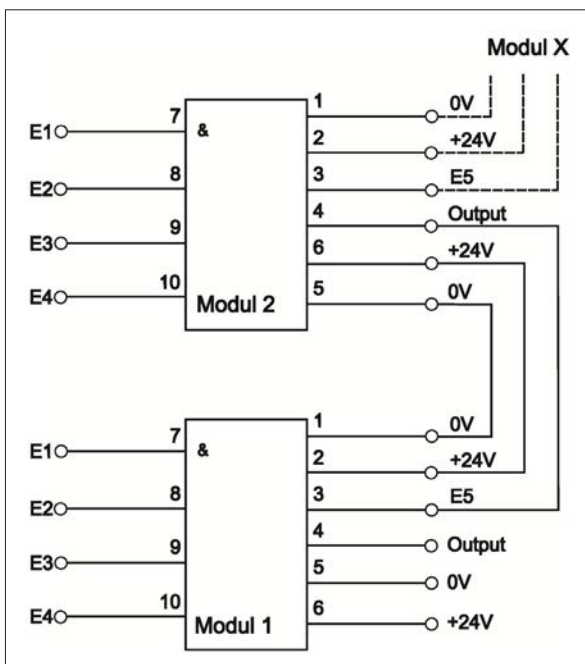 Modul X
1 0V
E1 7 & 2 +24V
E2 8 3 E5
E3 9 4 Output
6 +24V
E4 10 Modul 2 5 0V
1 0V
E1 7 & 2 +24V
E2 8 3 E5
E3 9 4 Output
5 0V
E4 10 Modul 1 6 +24V